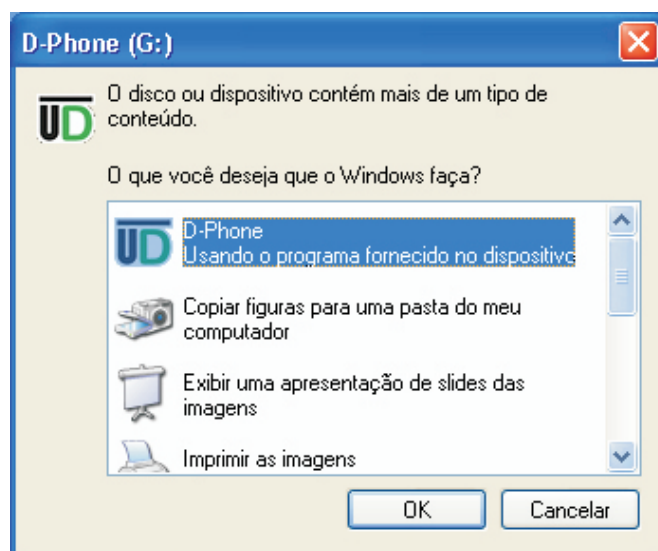 D-Phone (G:)
UD
O disco ou dispositivo contém mais de um tipo de
conteúdo.
O que você deseja que o Windows faça?
UD
D-Phone
Usando o programa fornecido no dispositivo
Copiar figuras para uma pasta do meu
computador
Exibir uma apresentação de slides das
imagens
Imprimir as imagens
OK
Cancelar